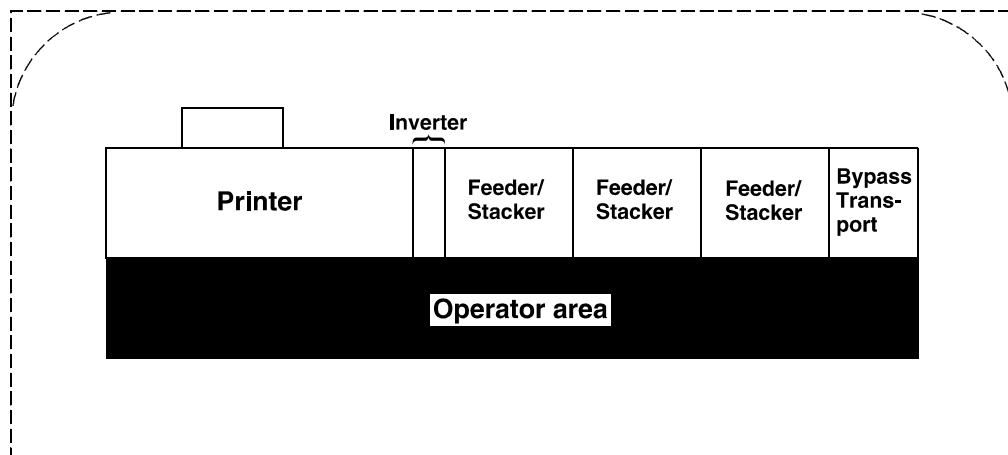 Inverter
Printer
Feeder/
Stacker
Feeder/
Stacker
Feeder/
Stacker
Bypass
Trans-
port
Operator area